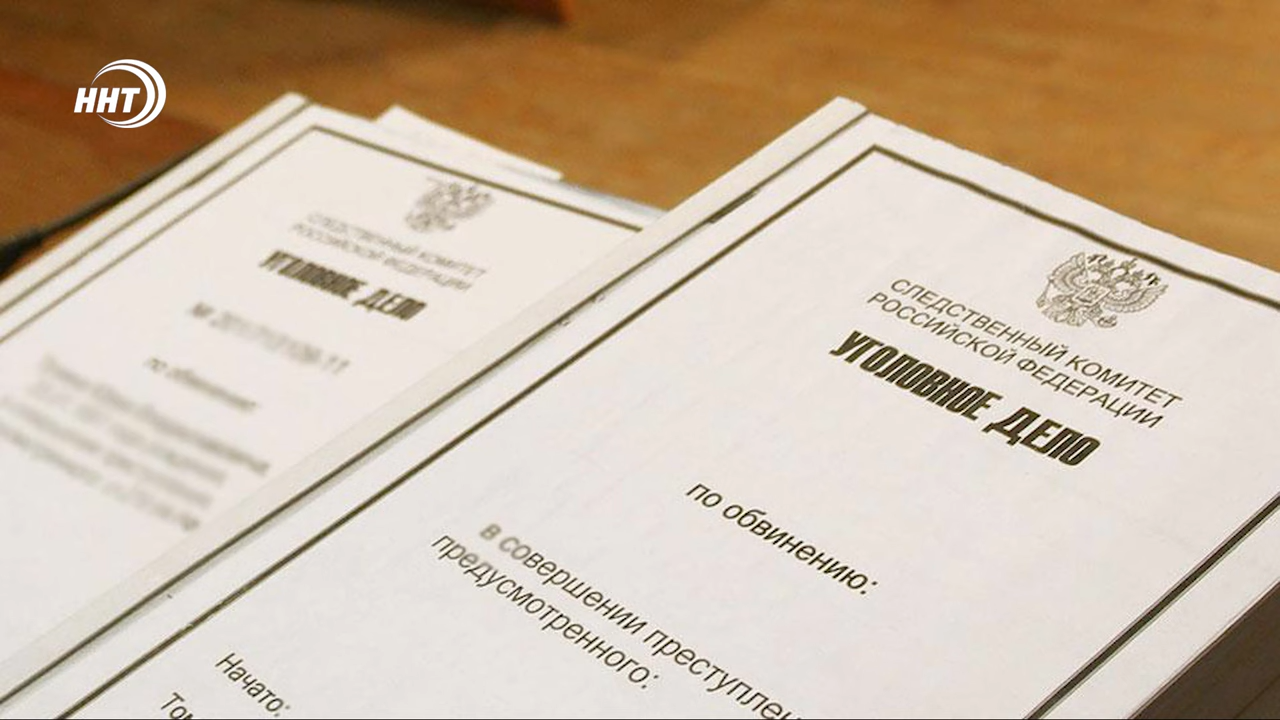 ННТ
СЛЕДСТВЕННЫЙ КОМИТЕТ
РОССИЙСКОЙ ФЕДЕРАЦИИ
УГОЛОВНОЕ ДЕЛО
по обвинению
СЛЕДСТВЕННЫЙ КОМИТЕТ
РОССИЙСКОЙ ФЕДЕРАЦИИ
УГОЛОВНОЕ ДЕЛО
по обвинению:
в совершении преступлен
предусмотренного:
Начато:
Том